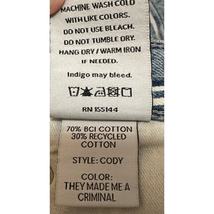 MACHINE WASH COLD
WITH LIKE COLORS.
DO NOT USE BLEACH.
DO NOT TUMBLE DRY.
HANG DRY / WARM IRON
IF NEEDED.
Indigo may bleed.
RN 155144
70% BCI COTTON
30% RECYCLED
COTTON
STYLE: CODY
COLOR:
THEY MADE ME A
CRIMINAL